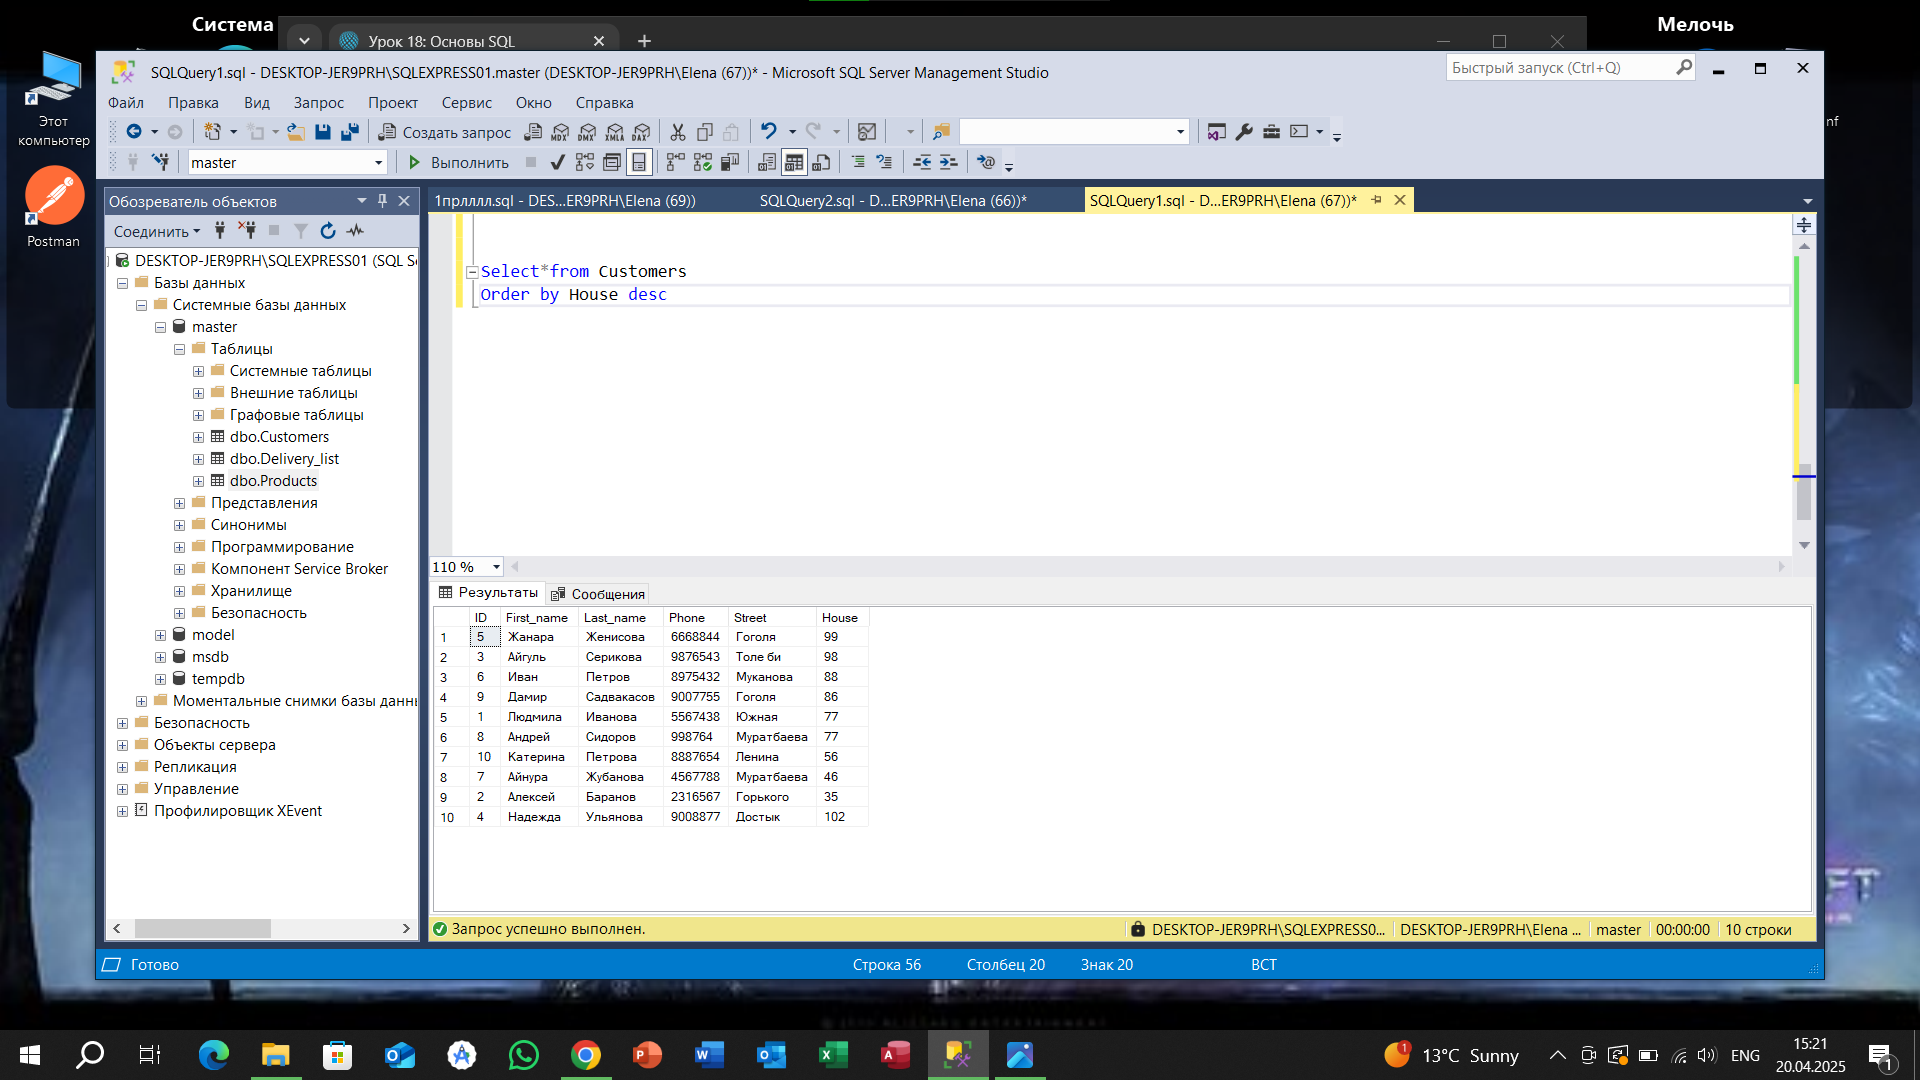 Система
Мелочь
Урок 18: Основы SQL
Этот
компьютер
Postman
nf
SQLQuery1.sql - DESKTOP-JER9PRH\SQLEXPRESS01.master (DESKTOP-JER9PRH\Elena (67))* - Microsoft SQL Server Management Studio
Быстрый запуск (Ctrl+Q)
Файл Правка Вид Запрос Проект Сервис Окно Справка
Создать запрос MDX DMX XMLA DAX
master Выполнить
Обозреватель объектов
Соединить
DESKTOP-JER9PRH\SQLEXPRESS01 (SQL S
Базы данных
Системные базы данных
master
Таблицы
Системные таблицы
Внешние таблицы
Графовые таблицы
dbo.Customers
dbo.Delivery_list
dbo.Products
Представления
Синонимы
Программирование
Компонент Service Broker
Хранилище
Безопасность
model
msdb
tempdb
Моментальные снимки базы данн
Безопасность
Объекты сервера
Репликация
Управление
Профилировщик XEvent
1прлллл.sql - DES...ER9PRH\Elena (69)) SQLQuery2.sql - D...ER9PRH\Elena (66))* SQLQuery1.sql - D...ER9PRH\Elena (67))*
Select*from Customers
Order by House desc
110 %
Результаты Сообщения
ID First_name Last_name Phone Street House
1 5 Жанара Женисова 6668844 Гоголя 99
2 3 Айгуль Серикова 9876543 Толе би 98
3 6 Иван Петров 8975432 Муканова 88
4 9 Дамир Садвакасов 9007755 Гоголя 86
5 1 Людмила Иванова 5567438 Южная 77
6 8 Андрей Сидоров 998764 Муратбаева 77
7 10 Катерина Петрова 8887654 Ленина 56
8 7 Айнура Жубанова 4567788 Муратбаева 46
9 2 Алексей Баранов 2316567 Горького 35
10 4 Надежда Ульянова 9008877 Достык 102
Запрос успешно выполнен. DESKTOP-JER9PRH\SQLEXPRESS0... DESKTOP-JER9PRH\Elena ... master 00:00:00 10 строки
Готово Строка 56 Столбец 20 Знак 20 ВСТ
1 13°C Sunny ENG 15:21
20.04.2025 1